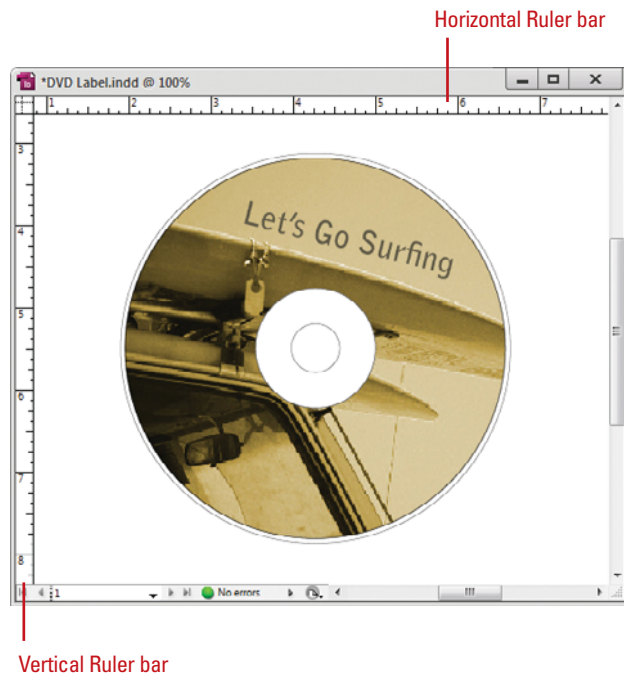 Horizontal Ruler bar
*DVD Label.indd @ 100%
1 2 3 4 5 6 7
3
4
5
6
7
8
Let's Go Surfing
1 No errors
Vertical Ruler bar